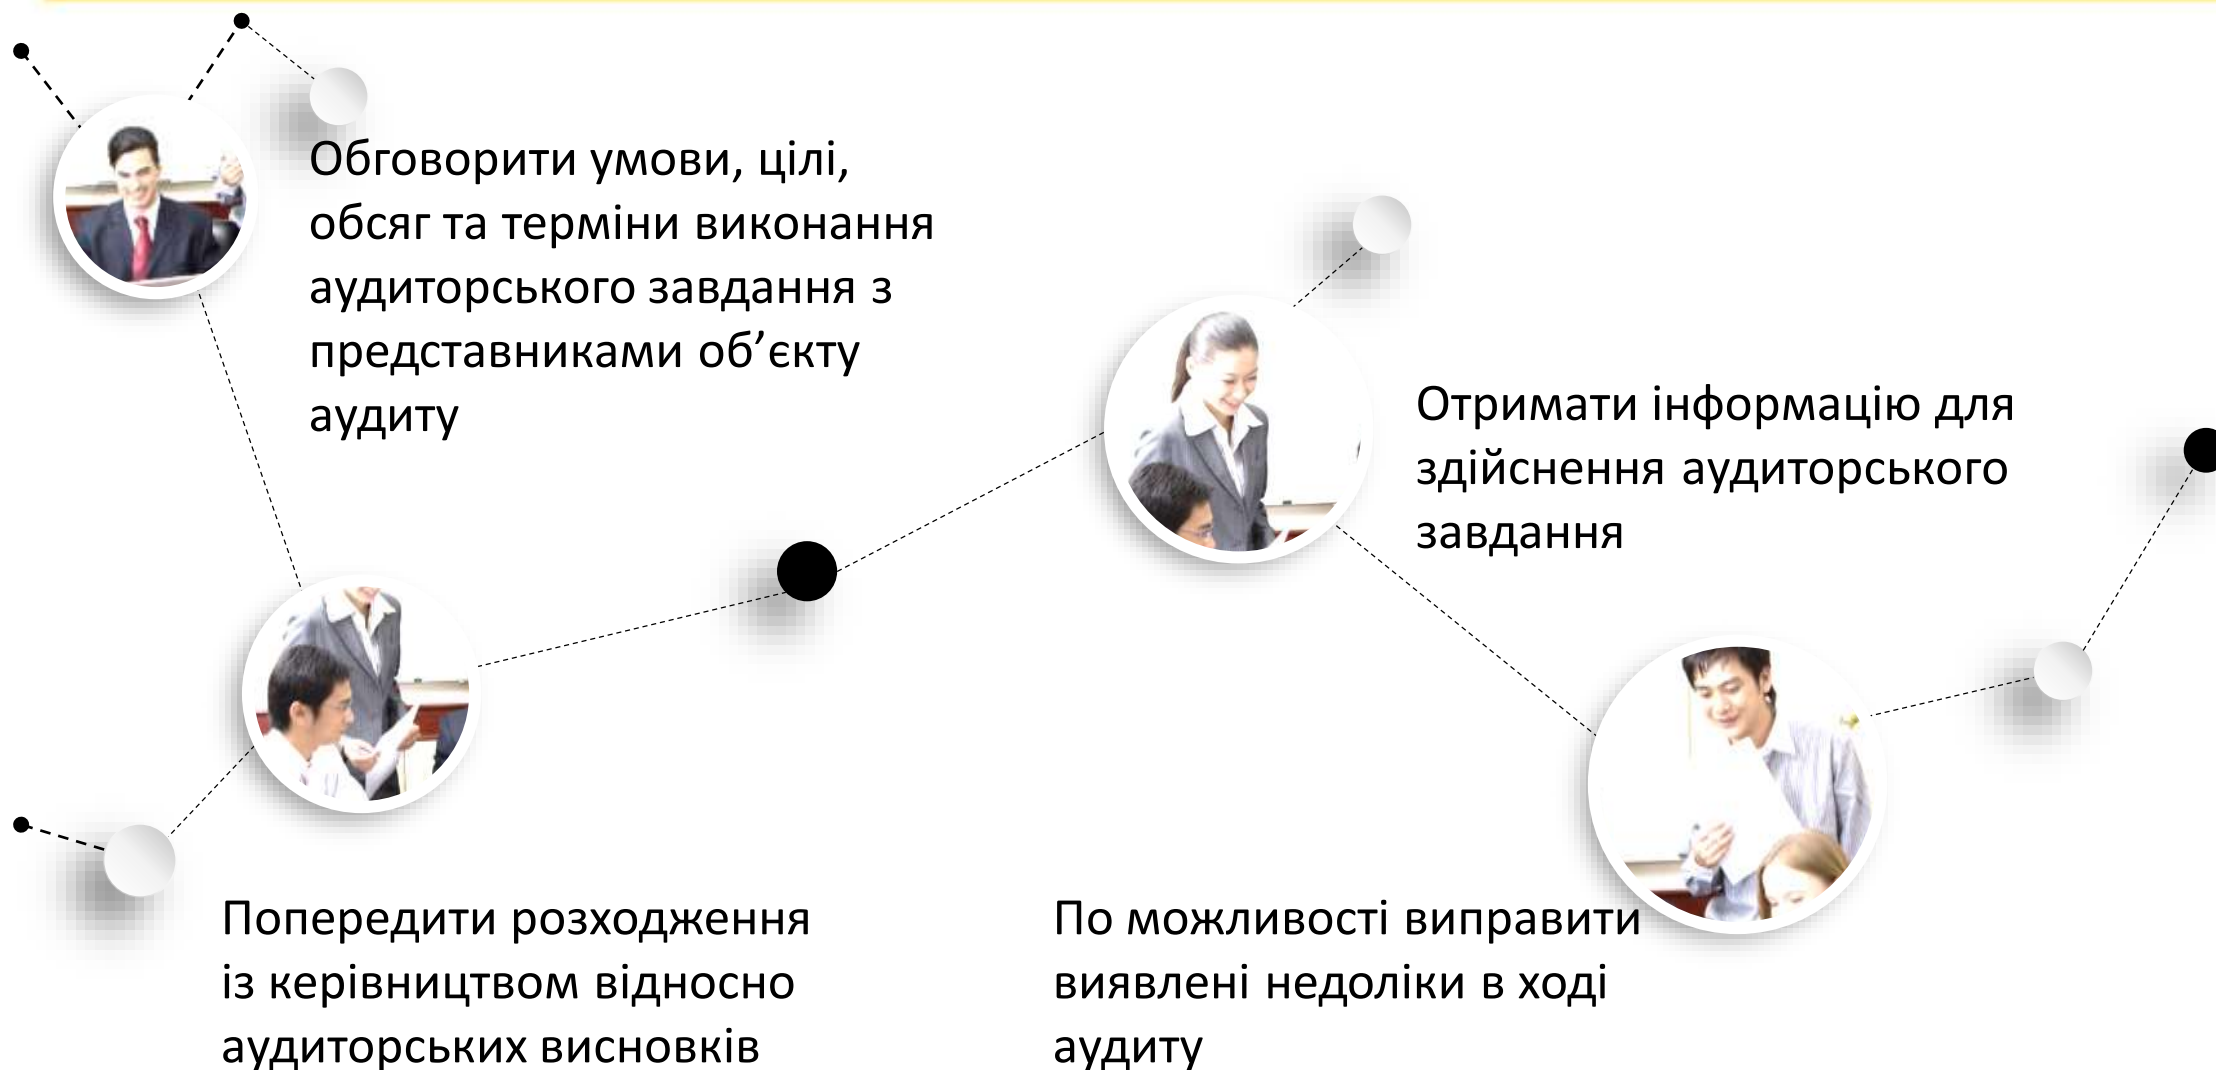 Обговорити умови, цілі,
обсяг та терміни виконання
аудиторського завдання з
представниками об’єкту
аудиту
Отримати інформацію для
здійснення аудиторського
завдання
Попередити розходження
із керівництвом відносно
аудиторських висновків
По можливості виправити
виявлені недоліки в ході
аудиту